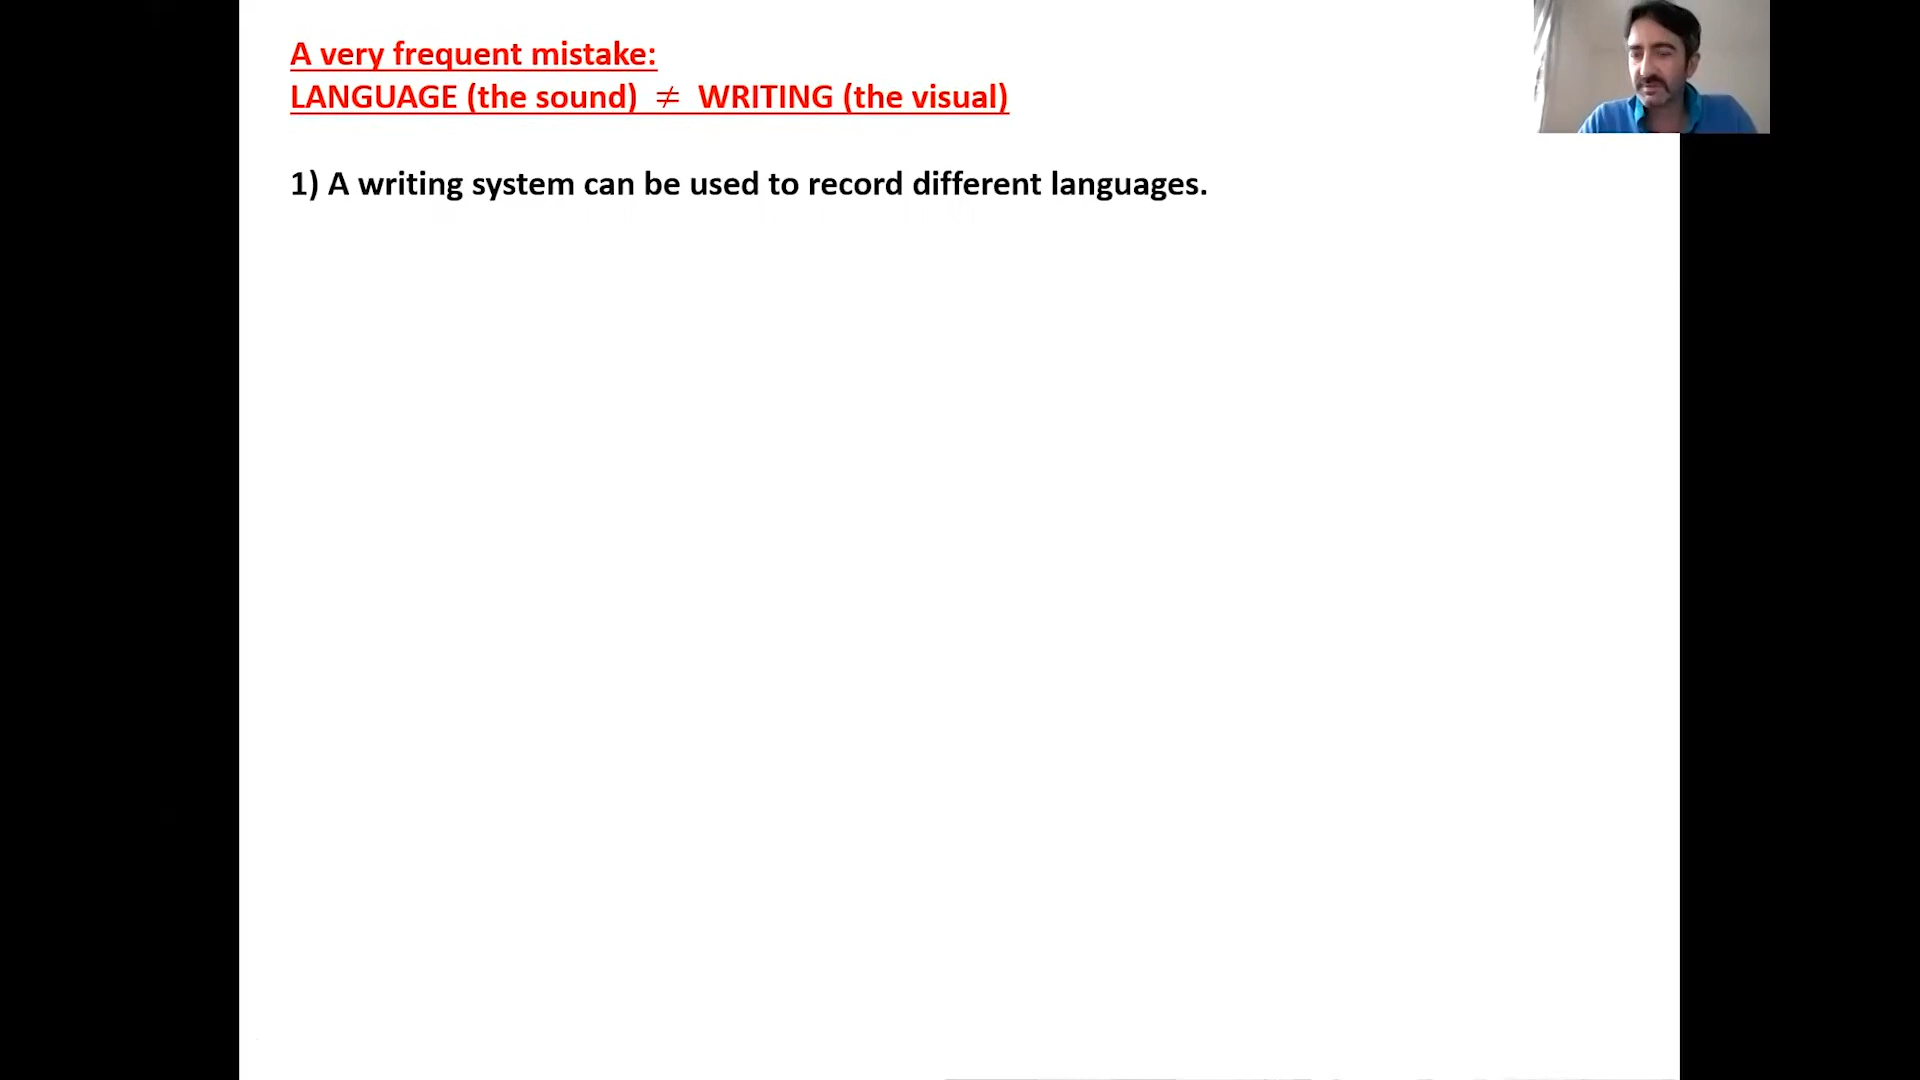 A very frequent mistake:
LANGUAGE (the sound) ≠ WRITING (the visual)
1) A writing system can be used to record different languages.